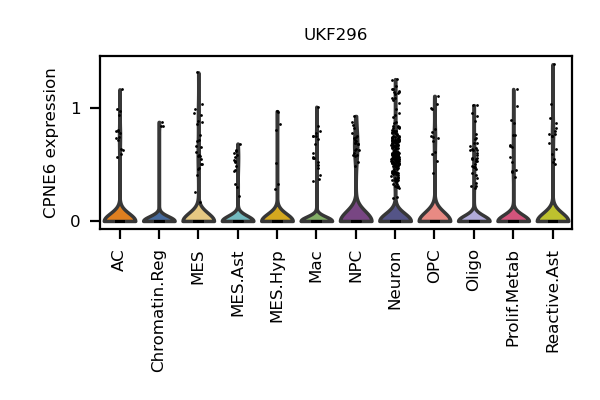 UKF296
CPNE6 expression
1
0
AC
Chromatin.Reg
MES
MES.Ast
MES.Hyp
Mac
NPC
Neuron
OPC
Oligo
Prolif.Metab
Reactive.Ast